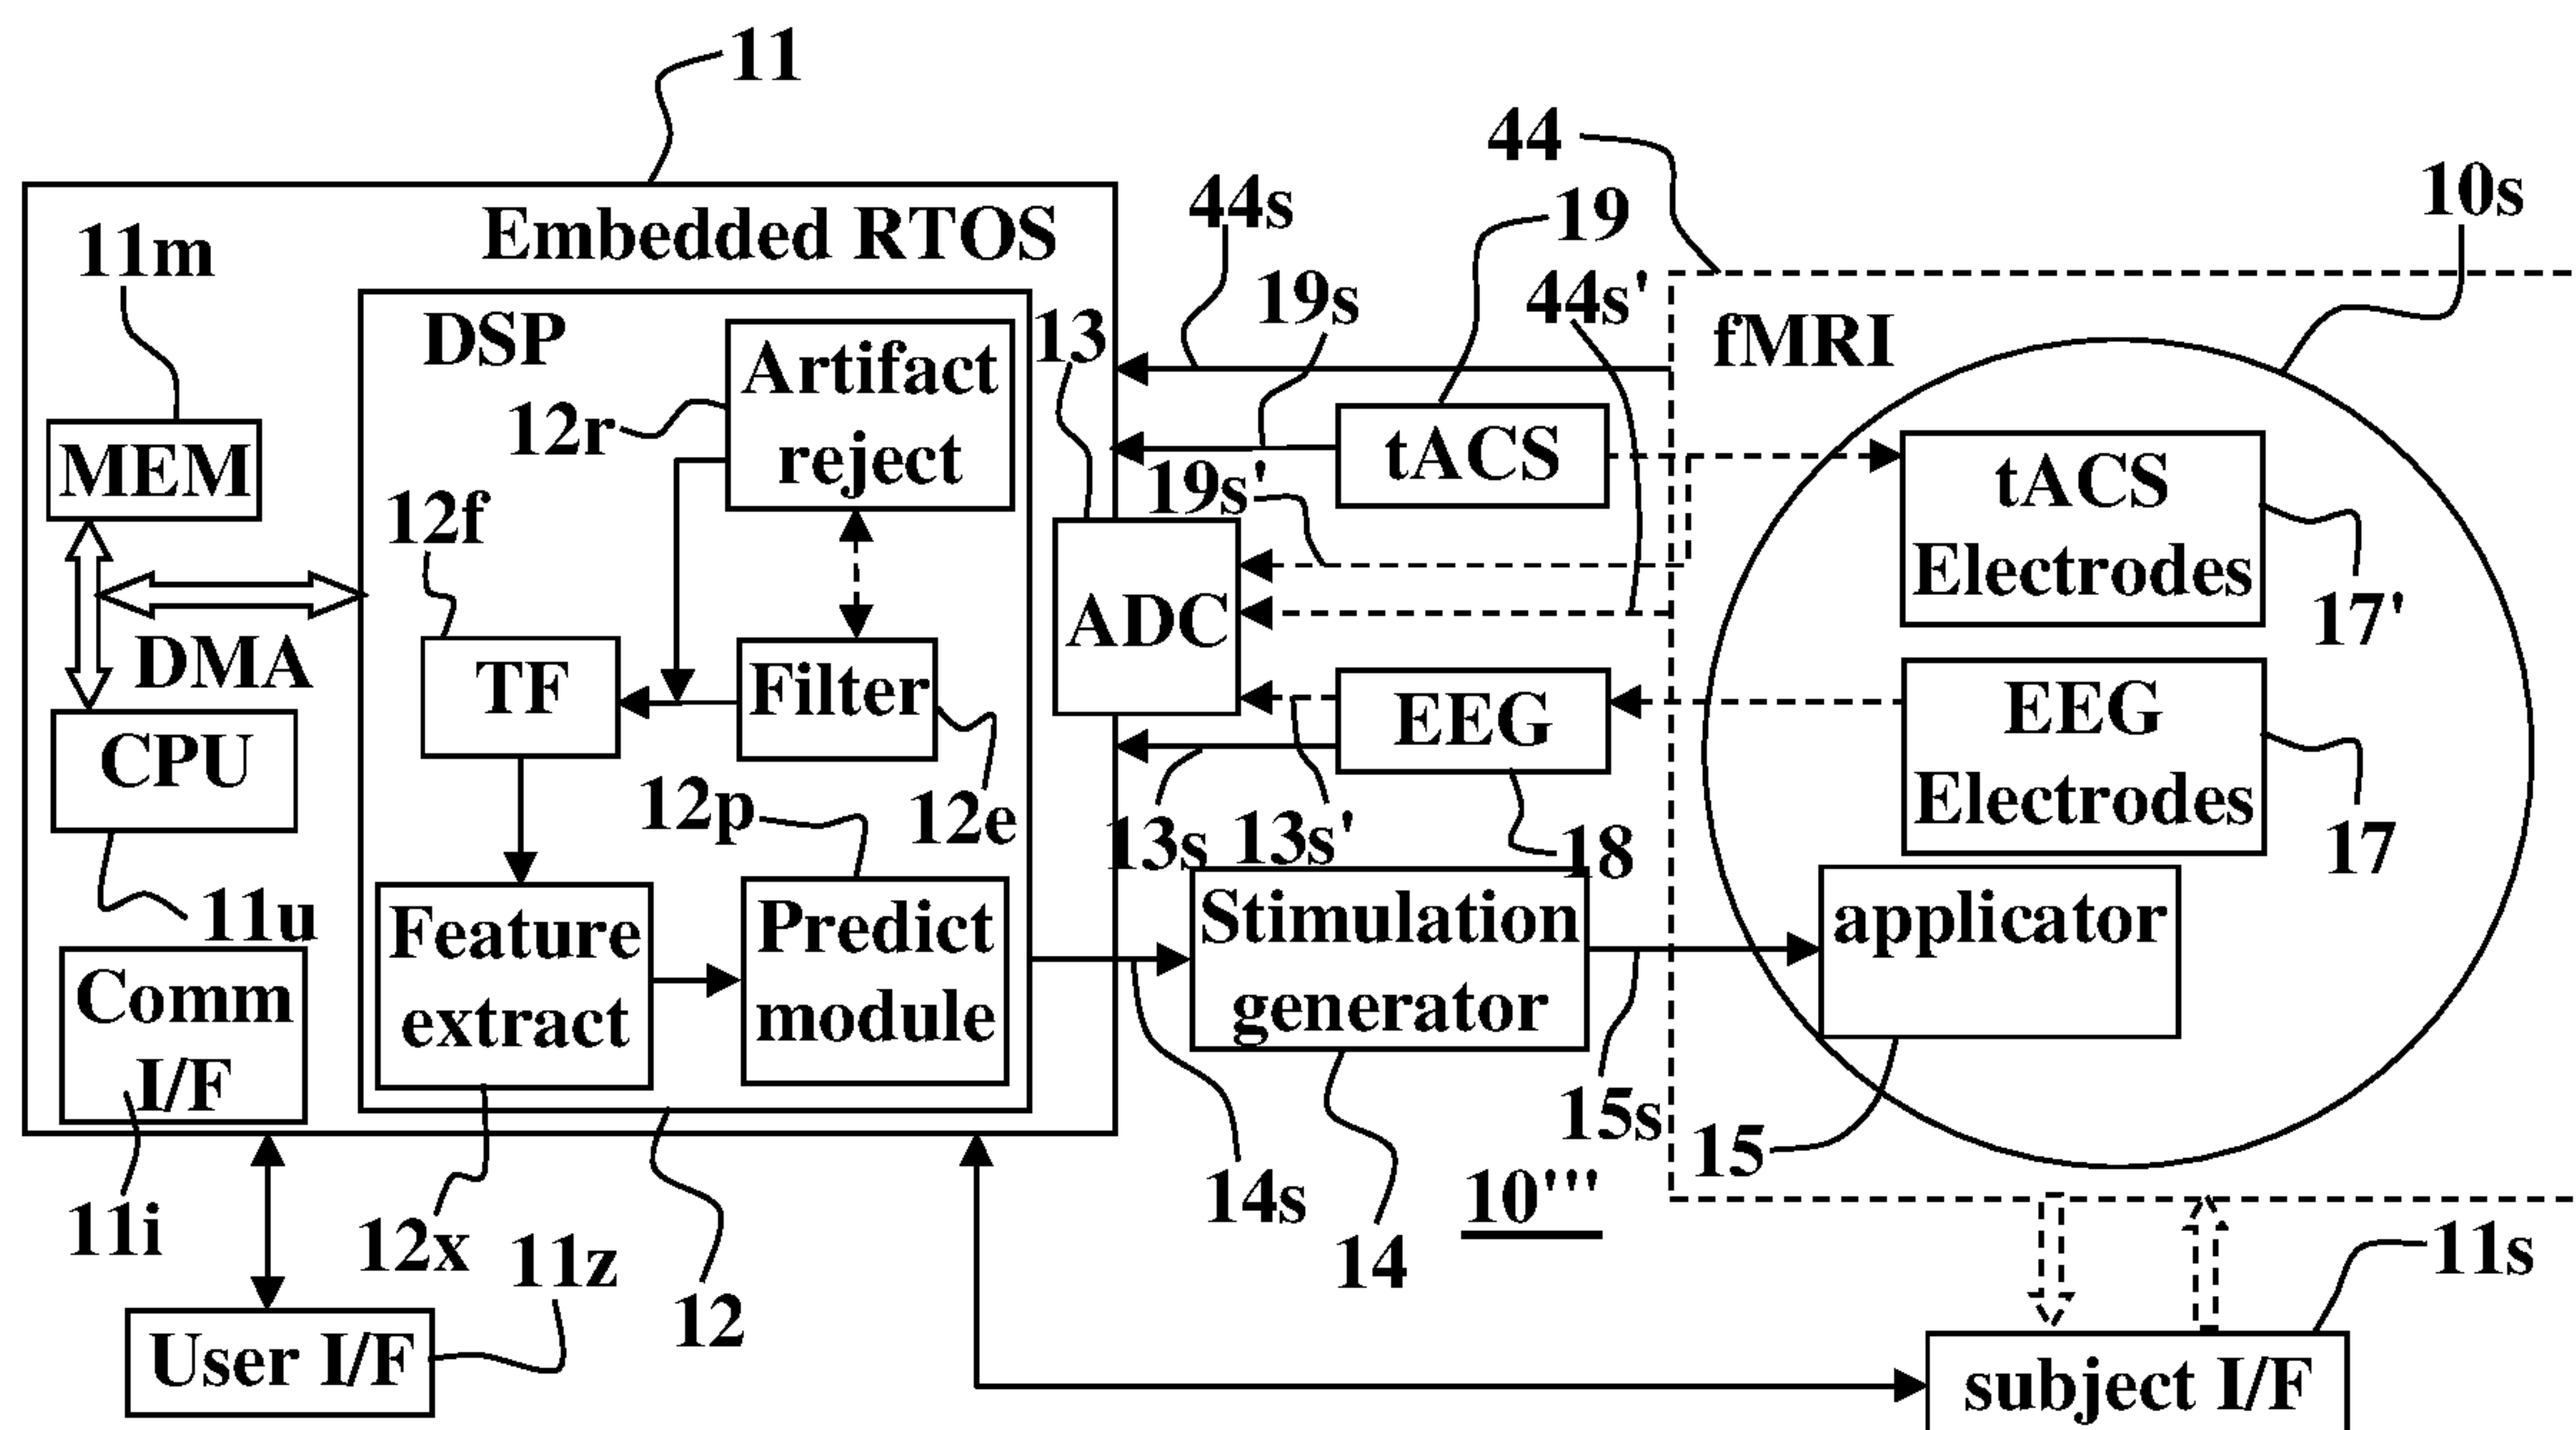 11
44
10s
44s
19
Embedded RTOS
11m
19s
44s'
DSP
13
fMRI
Artifact
reject
12r
MEM
tACS
19s'
tACS
Electrodes
12f
17'
ADC
DMA
TF
Filter
EEG
EEG
Electrodes
CPU
12p
12e
13s
13s'
18
17
11u
Feature
extract
Predict
module
Stimulation
generator
applicator
Comm
I/F
15s
15
11i
12x
14s
10'''
14
11z
12
11s
User I/F
subject I/F